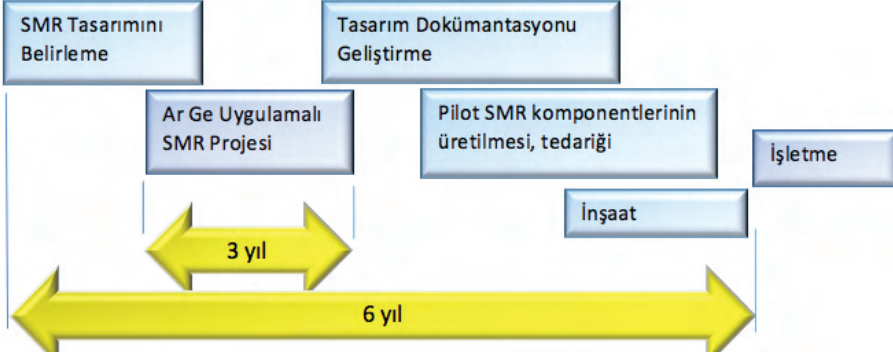 SMR Tasarımını
Belirleme
Tasarım Dokümantasyonu
Geliştirme
Ar Ge Uygulamalı
SMR Projesi
Pilot SMR komponentlerinin
üretilmesi, tedariği
İşletme
İnşaat
3 yıl
6 yıl